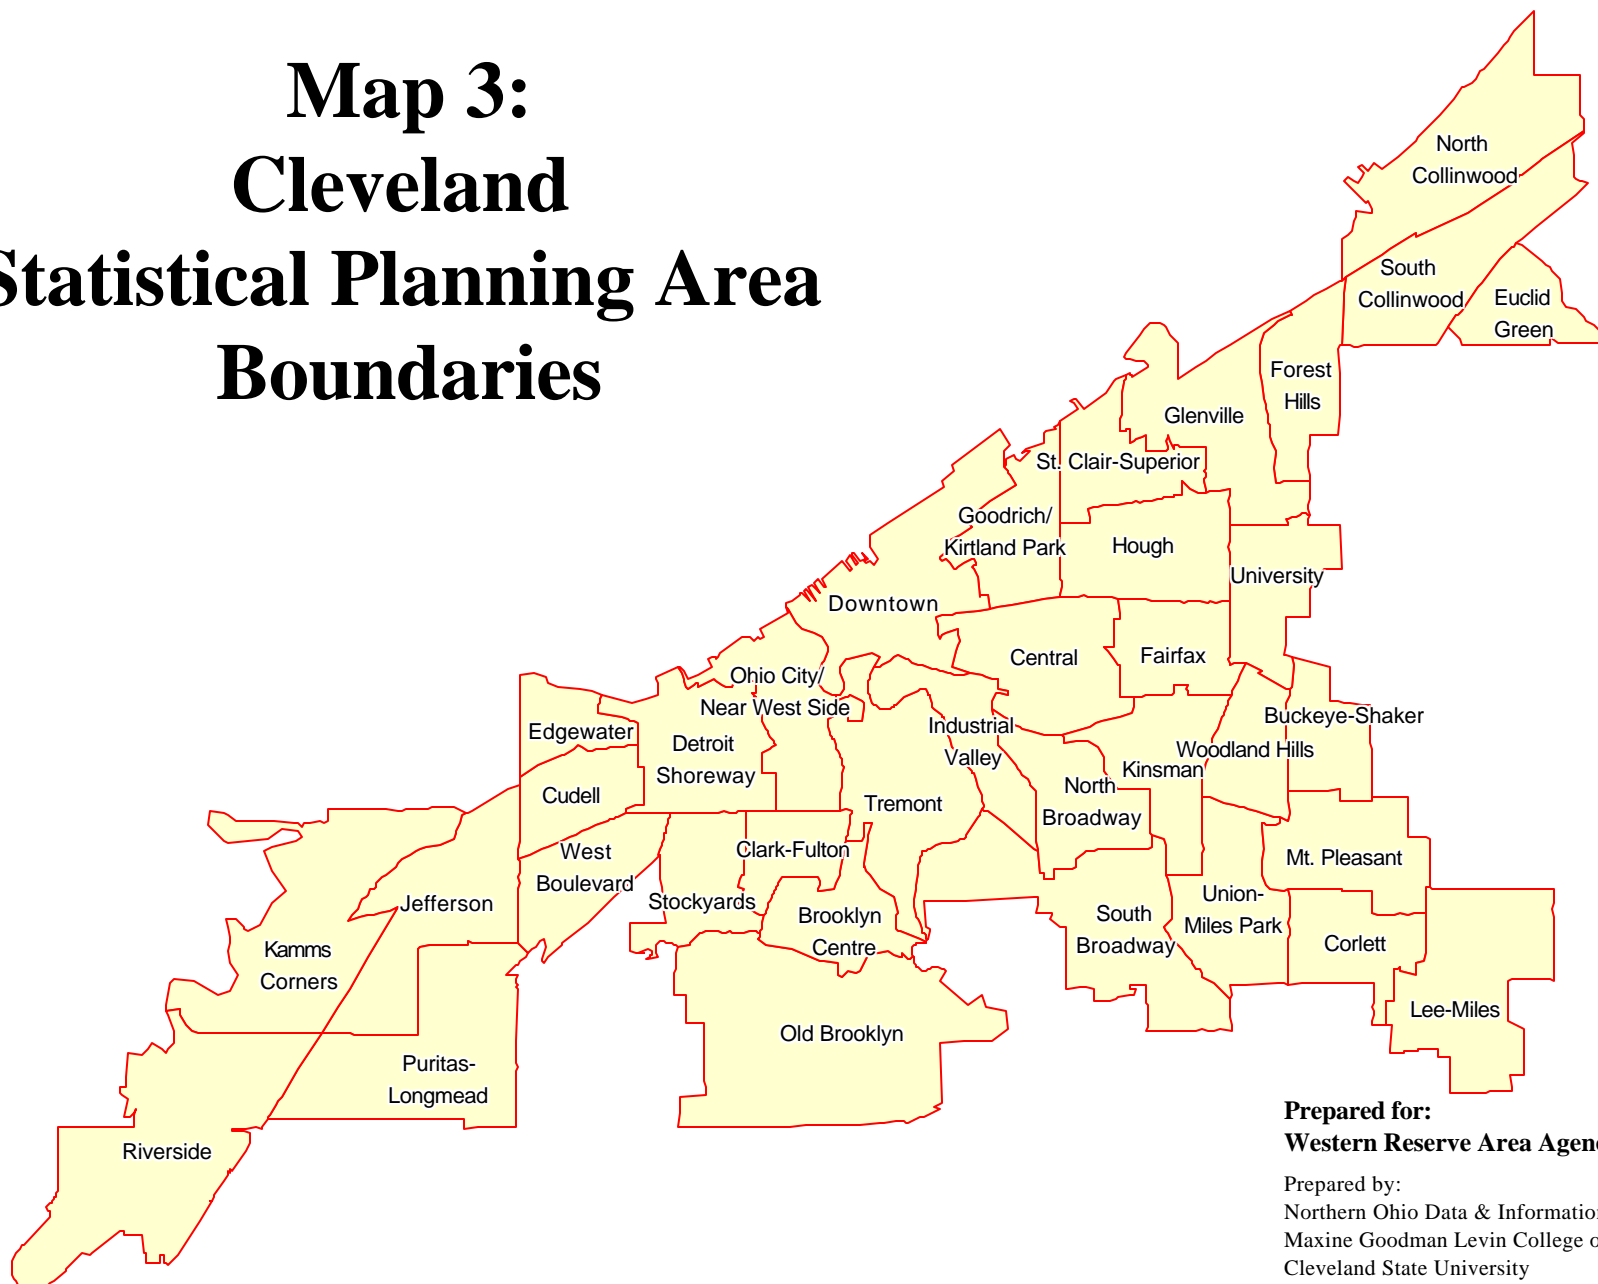 Map 3:
Cleveland
Statistical Planning Area
Boundaries
North
Collinwood
South
Collinwood
Euclid
Green
Forest
Hills
Glenville
St. Clair-Superior
Goodrich/
Kirtland Park
Hough
University
Downtown
Central
Fairfax
Ohio City/
Near West Side
Edgewater
Detroit
Shoreway
Industrial
Valley
Buckeye-Shaker
Woodland Hills
Kinsman
Cudell
Tremont
North
Broadway
West
Boulevard
Clark-Fulton
Mt. Pleasant
Stockyards
Jefferson
Brooklyn
Centre
South
Broadway
Union-
Miles Park
Corlett
Kamms
Corners
Lee-Miles
Old Brooklyn
Puritas-
Longmead
Riverside
Prepared for:
Western Reserve Area
Prepared by:
Northern Ohio Data & Information
Maxine Goodman Levin College
Cleveland State University